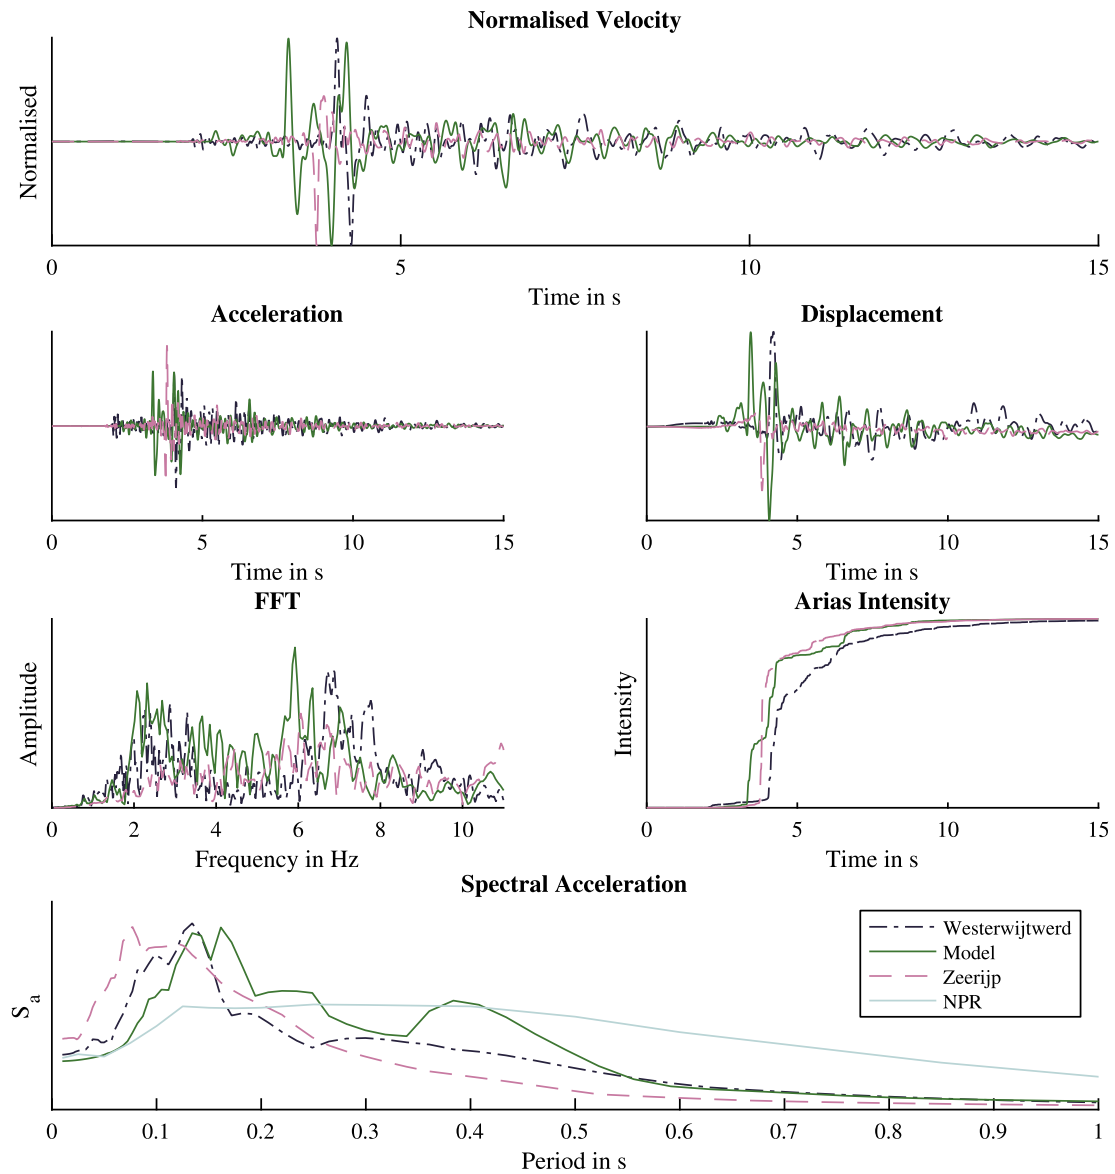 Normalised Velocity
Normalised
0 5 10 15
Time in s
Acceleration
0 5 10 15
Time in s
Displacement
0 5 10 15
Time in s
FFT
Amplitude
0 2 4 6 8 10
Frequency in Hz
Arias Intensity
Intensity
0 5 10 15
Time in s
Spectral Acceleration
Sa
Westerwijtwerd
Model
Zeerijp
NPR
0 0.1 0.2 0.3 0.4 0.5 0.6 0.7 0.8 0.9 1
Period in s